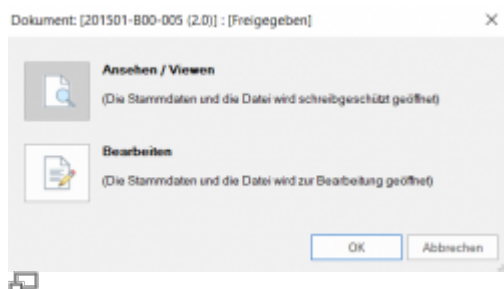 Dokument: [201501-B00-005 (2.0)] : [Freigegeben]
Ansehen / Viewen
(Die Stammdaten und die Datei wird schreibgeschützt geöffnet)
Bearbeiten
(Die Stammdaten und die Datei wird zur Bearbeitung geöffnet)
OK Abbrechen